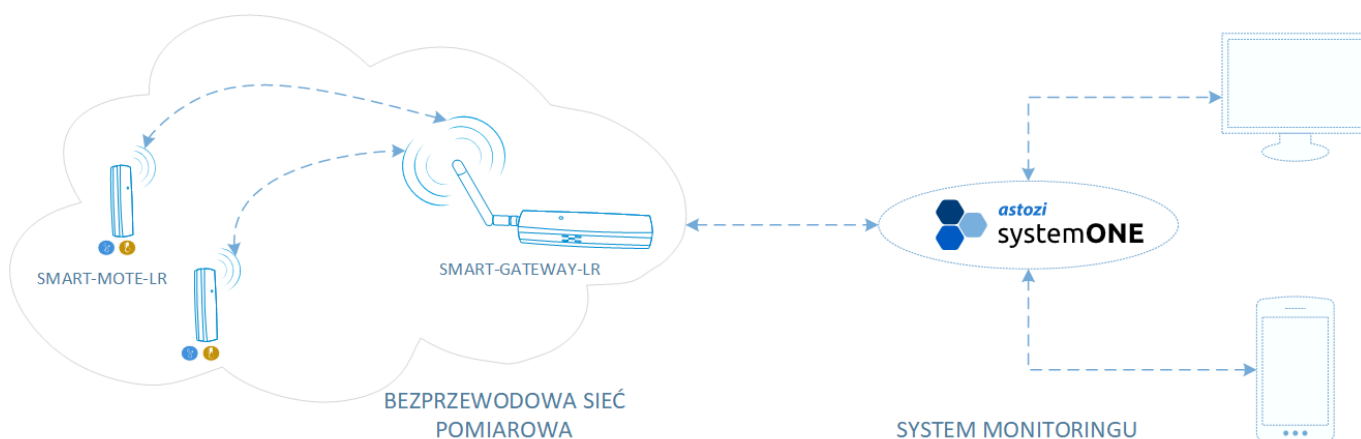 SMART-MOTE-LR
SMART-GATEWAY-LR
astozi
systemONE
BEZPRZEWODOWA SIEĆ
POMIAROWA
SYSTEM MONITORINGU